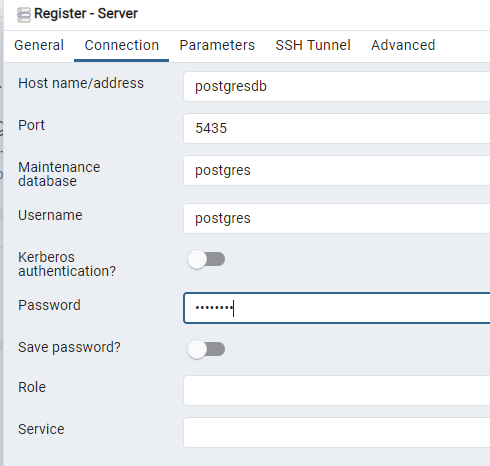 Register - Server
General Connection Parameters SSH Tunnel Advanced
Host name/address postgresdb
Port 5435
Maintenance
database postgres
Username postgres
Kerberos
authentication?
Password ••••••••
Save password?
Role
Service